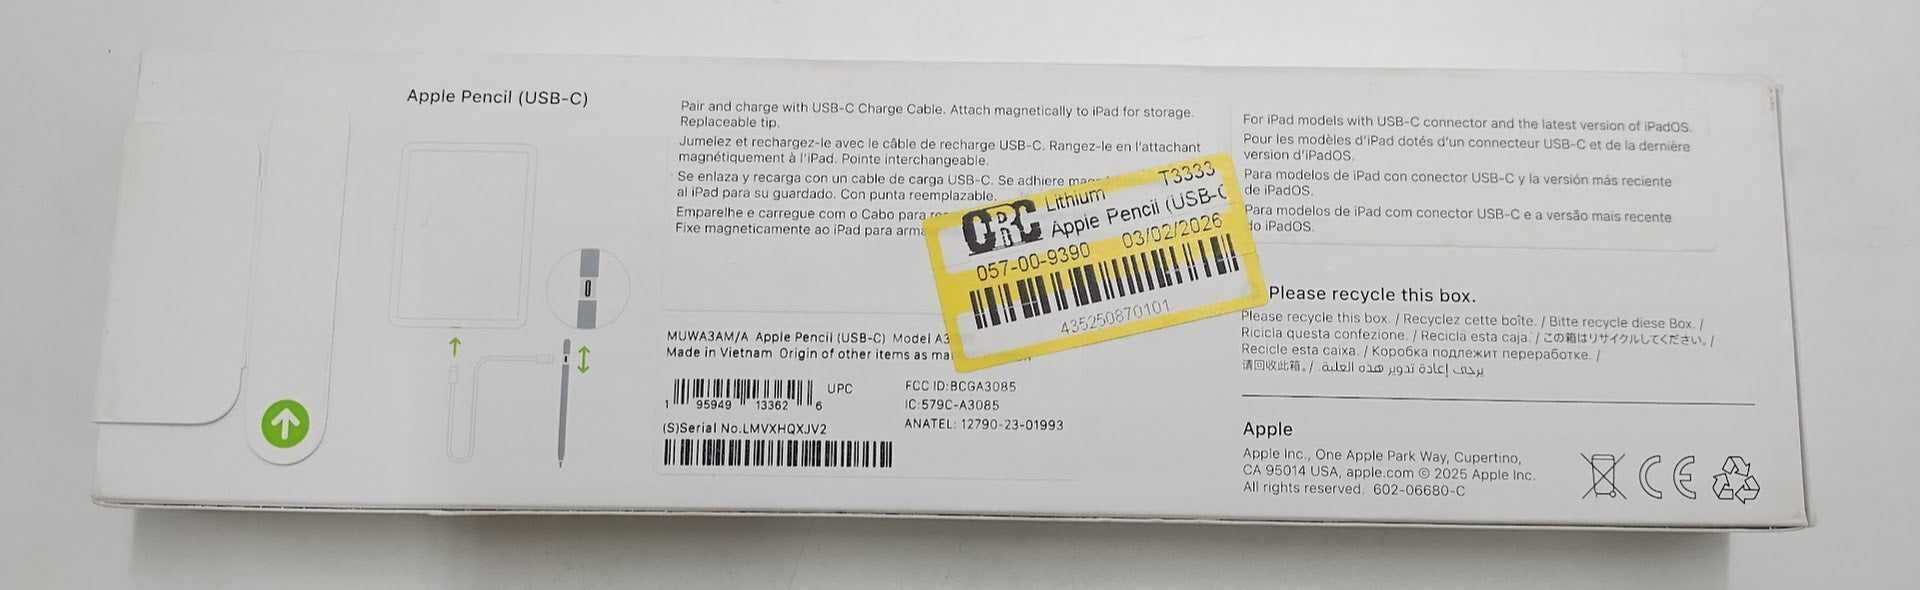 Apple Pencil (USB-C)
Pair and charge with USB-C Charge Cable. Attach magnetically to iPad for storage.
Replaceable tip.
Jumelez et rechargez-le avec le câble de recharge USB-C. Rangez-le en l'attachant
magnétiquement à l'iPad. Pointe interchangeable.
Se enlaza y recarga con un cable de carga USB-C. Se adhiere
al iPad para su guardado. Con punta reemplazable.
Emparelhe e carregue com o Cabo para
Fixe magneticamente ao iPad para
MUWA3AM/A Apple Pencil (USB-C) Model
Made in Vietnam Origin of other items as
UPC
1 95949 13362 6
(S)Serial No.LMVXHQXJV2
FCC ID:BCGA3085
IC:579C-A3085
ANATEL: 12790-23-01993
CRC
Lithium T3333
Apple Pencil (USB-C
057-00-9390 03/02/2026
435250870101
For iPad models with USB-C connector and the latest version of iPadOS.
Pour les modèles d'iPad dotés d'un connecteur USB-C et de la dernière
version d'iPadOS.
Para modelos de iPad con conector USB-C y la versión más reciente
de iPadOS.
Para modelos de iPad com conector USB-C e a versão mais recente
do iPadOS.
Please recycle this box.
Please recycle this box. / Recyclez cette boîte. / Bitte recycle diese Box. /
Ricicla questa confezione. / Recicla esta caja. / この箱はリサイクルしてください。/
Recicle esta caixa. / Коробка подлежит переработке. /
请回收此箱。/ يرجى إعادة تدوير هذه العلبة.
Apple
Apple Inc., One Apple Park Way, Cupertino,
CA 95014 USA, apple.com © 2025 Apple Inc.
All rights reserved. 602-06680-C
CE